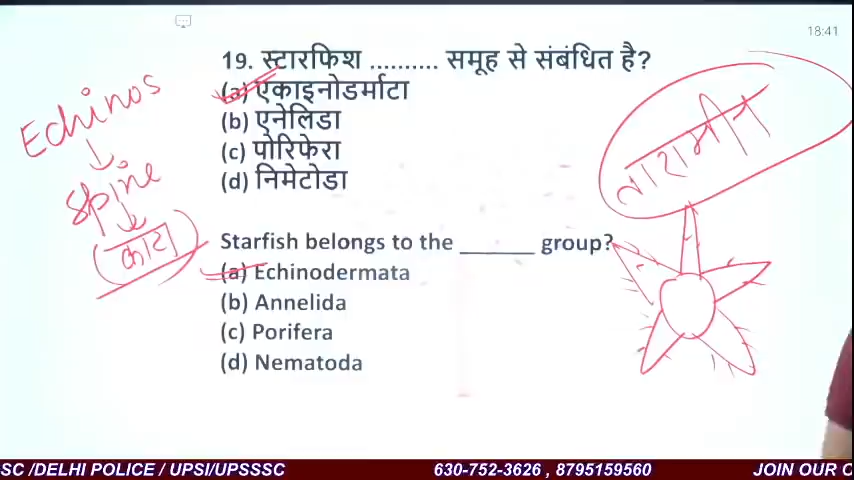 18:41
19. स्टारफिश .......... समूह से संबंधित है?
(a) एकाइनोडर्माटा
(b) एनेलिडा
(c) पोरिफेरा
(d) निमेटोडा
Echinos
Spine
(काटा)
तारामीन
Starfish belongs to the ______ group?
(a) Echinodermata
(b) Annelida
(c) Porifera
(d) Nematoda
SC /DELHI POLICE / UPSI/UPSSSC 630-752-3626 , 8795159560 JOIN OUR C